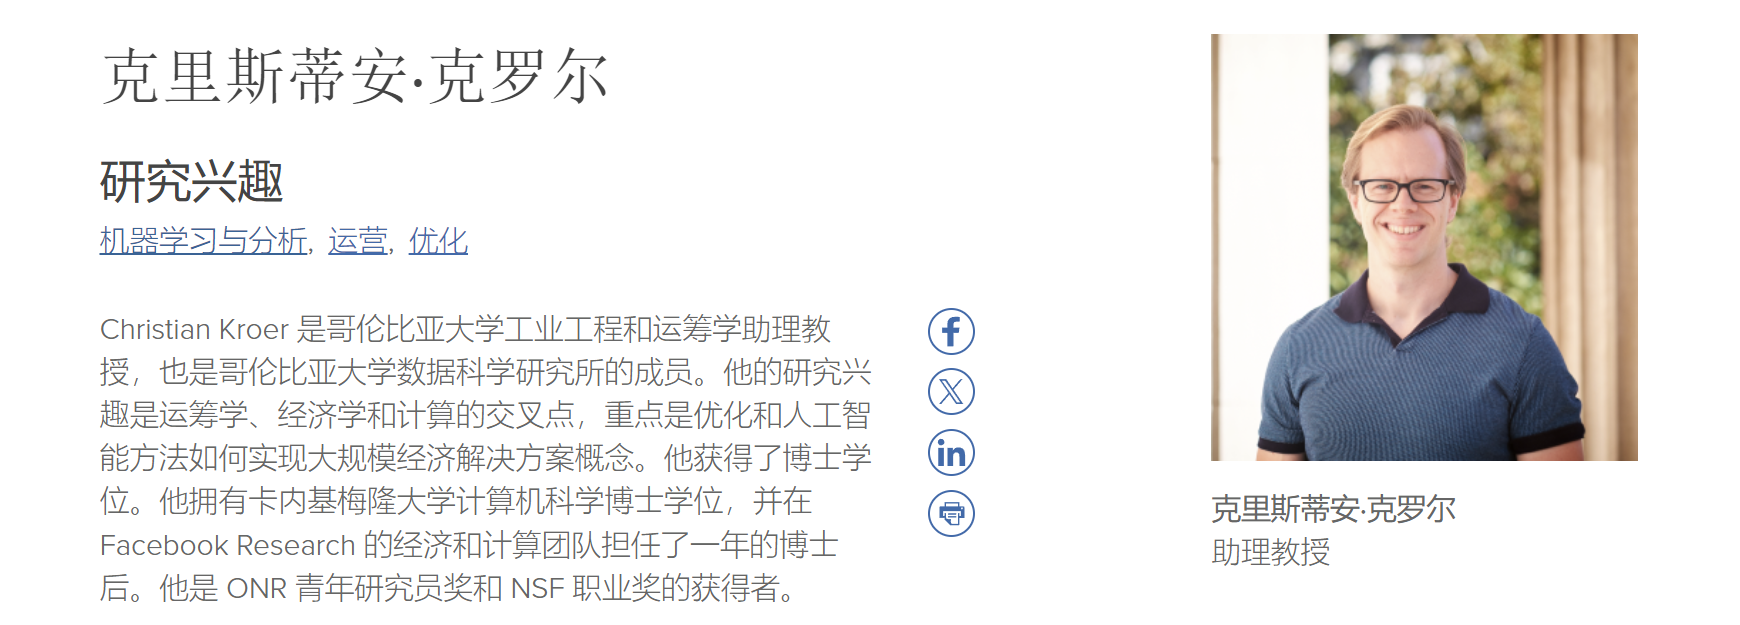 克里斯蒂安·克罗尔
研究兴趣
机器学习与分析, 运营, 优化
Christian Kroer 是哥伦比亚大学工业工程和运筹学助理教
授，也是哥伦比亚大学数据科学研究所的成员。他的研究兴
趣是运筹学、经济学和计算的交叉点，重点是优化和人工智
能方法如何实现大规模经济解决方案概念。他获得了博士学
位。他拥有卡内基梅隆大学计算机科学博士学位，并在
Facebook Research 的经济和计算团队担任了一年的博士
后。他是 ONR 青年研究员奖和 NSF 职业奖的获得者。
克里斯蒂安·克罗尔
助理教授